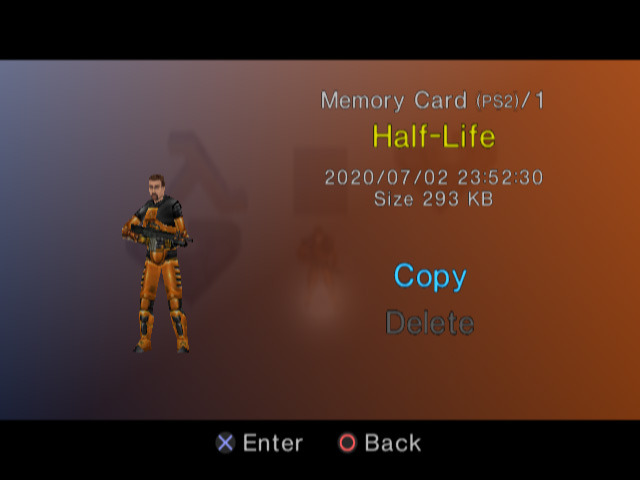 Memory Card (PS2)/1
Half-Life
2020/07/02 23:52:30
Size 293 KB
Copy
Delete
Enter Back